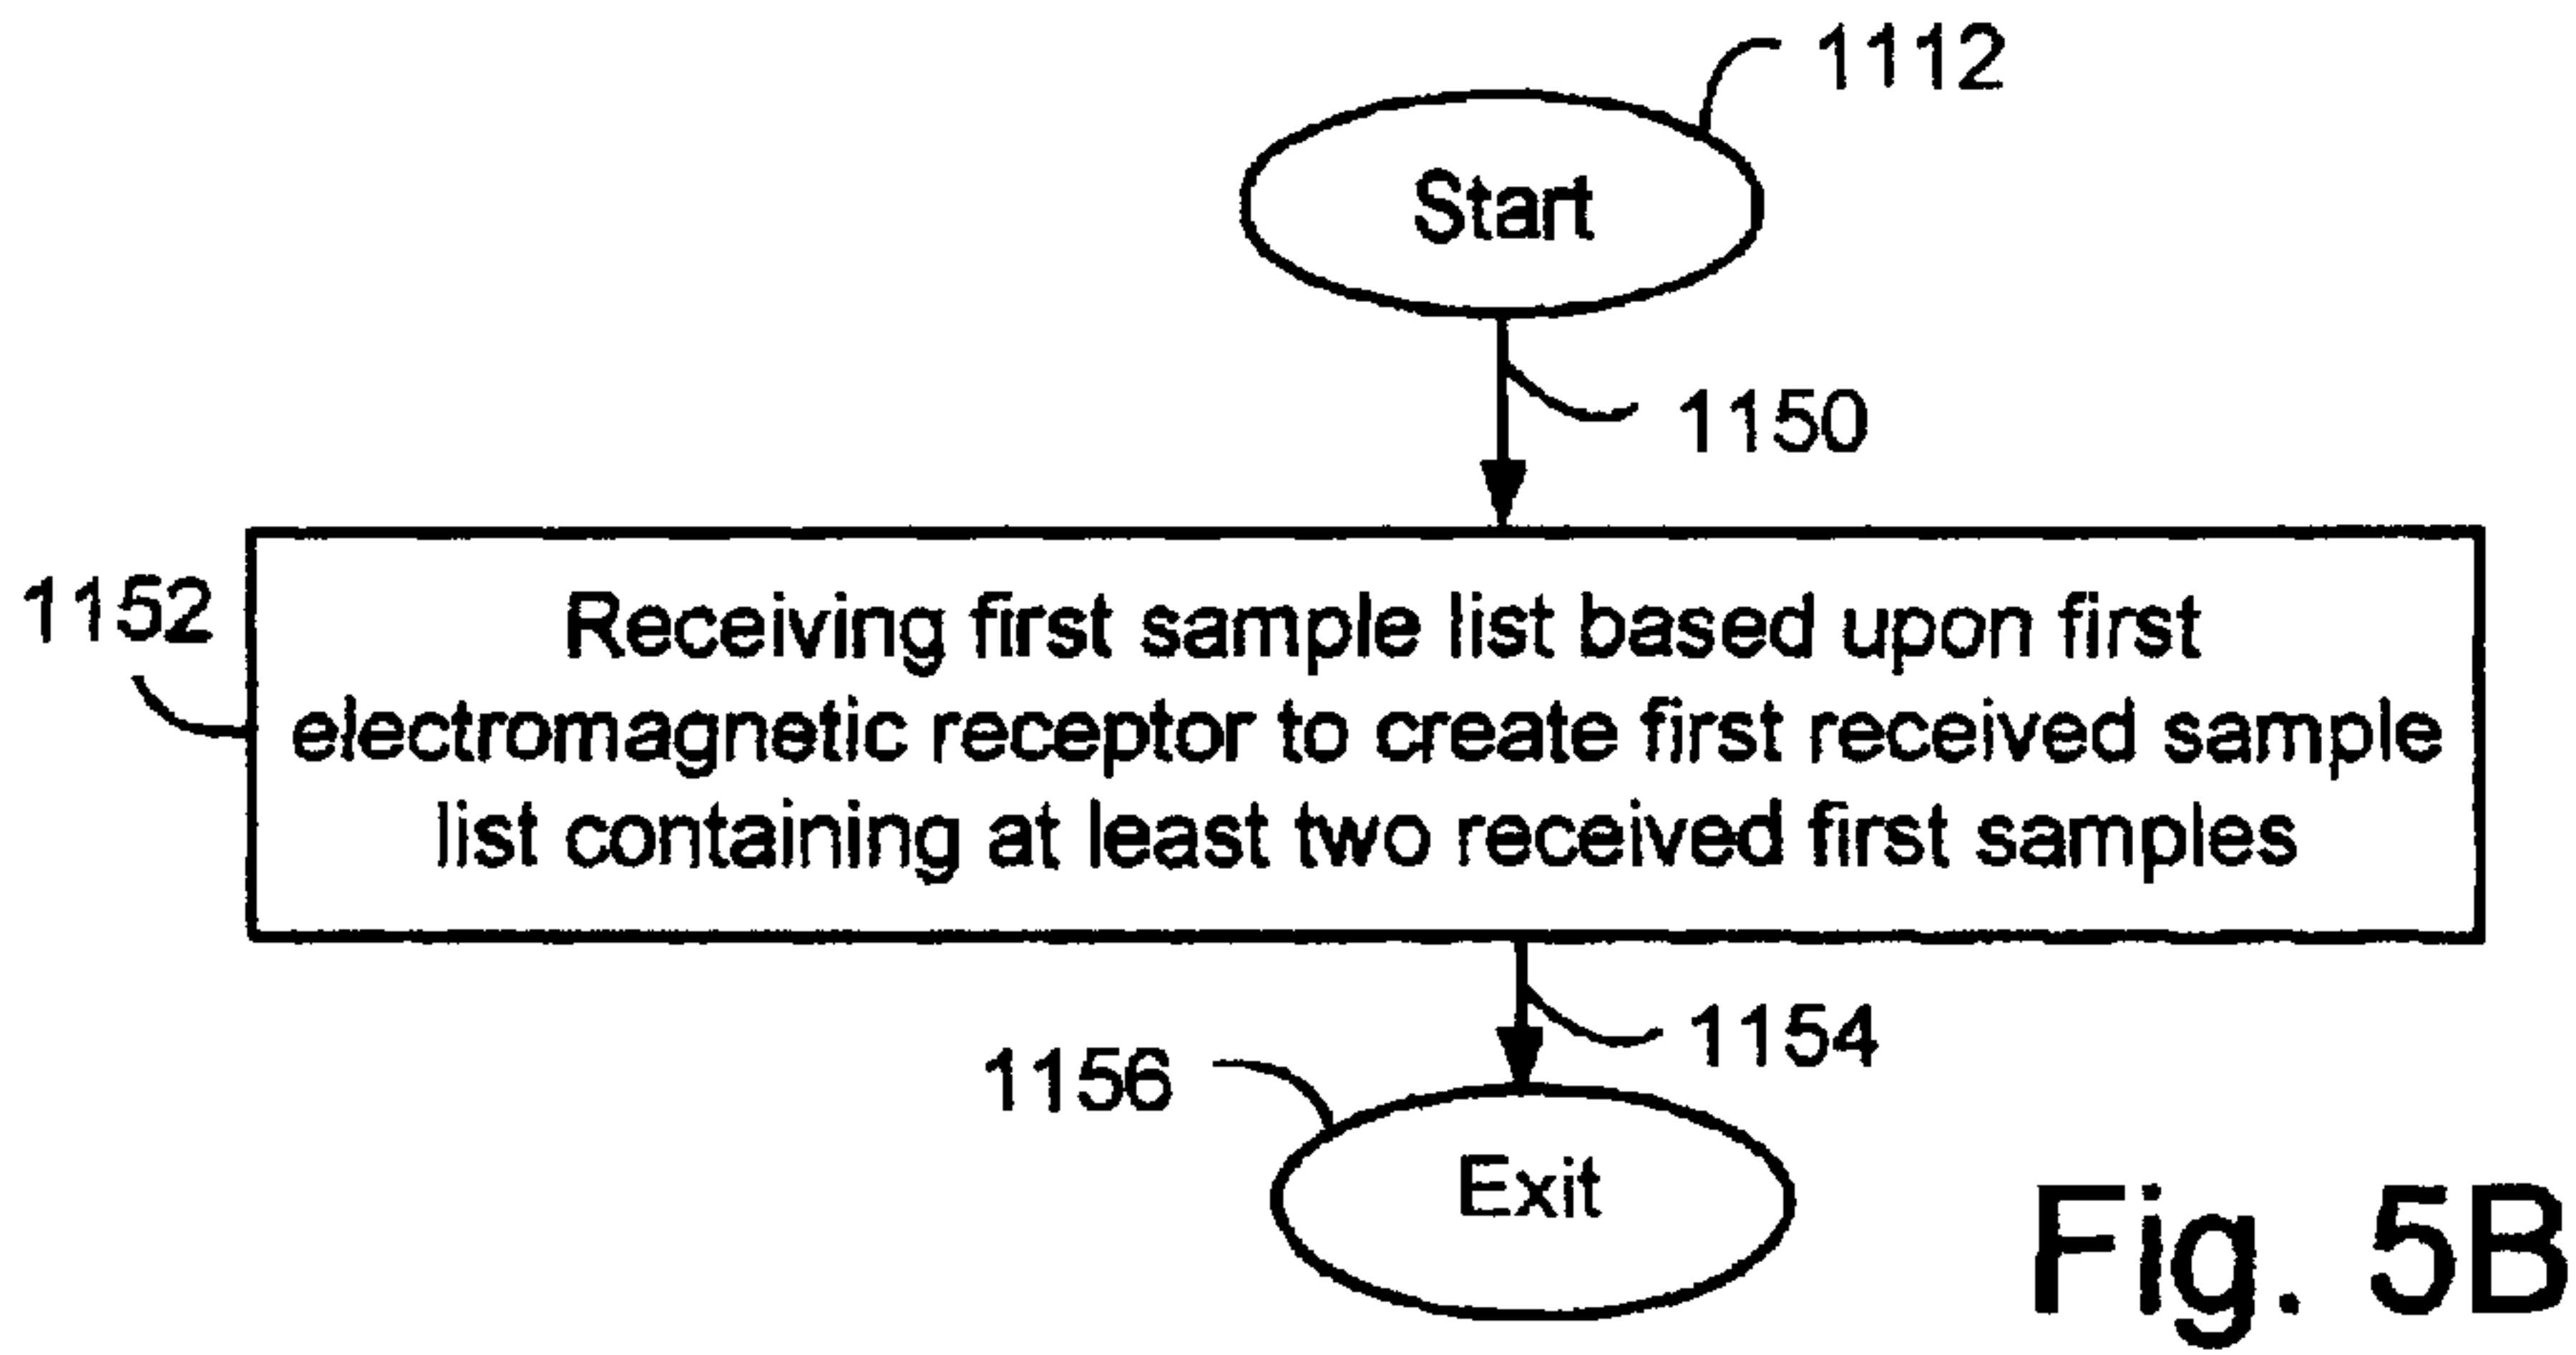 1112
Start
1150
1152
Receiving first sample list based upon first
electromagnetic receptor to create first received sample
list containing at least two received first samples
1154
1156
Exit
Fig. 5B